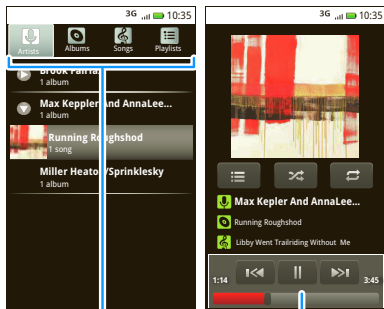 3G 10:35
Artists Albums Songs Playlists
Brook Fairfax
1 album
Max Keppler And AnnaLee...
1 album
Running Roughshod
1 song
Miller Heaton/Sprinklesky
1 album
3G 10:35
Max Kepler And AnnaLee...
Running Roughshod
Libby Went Trailriding Without Me
1:14 3:45